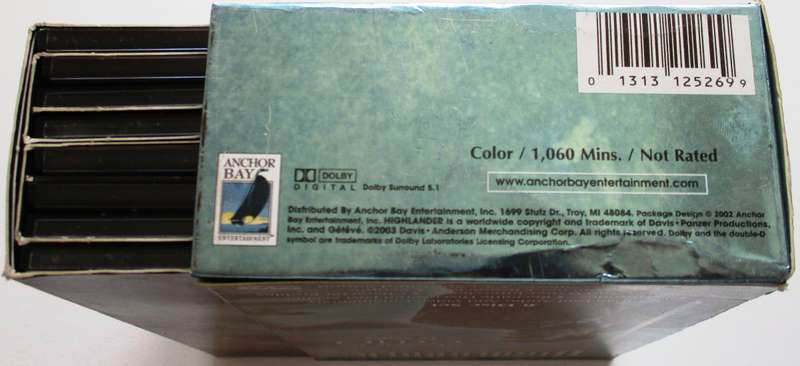 0 1313 12526 9 9
Color / 1,060 Mins. / Not Rated
ANCHOR
BAY
ENTERTAINMENT
DOLBY
DIGITAL Dolby Surround 5.1
www.anchorbayentertainment.com
Distributed By Anchor Bay Entertainment, Inc. 1699 Stutz Dr., Troy, MI 48084. Package Design © 2002 Anchor
Bay Entertainment, Inc. HIGHLANDER is a worldwide copyright and trademark of Davis • Panzer Productions,
Inc. and Gétévé. ©2003 Davis • Anderson Merchandising Corp. All rights reserved. Dolby and the double-D
symbol are trademarks of Dolby Laboratories Licensing Corporation.